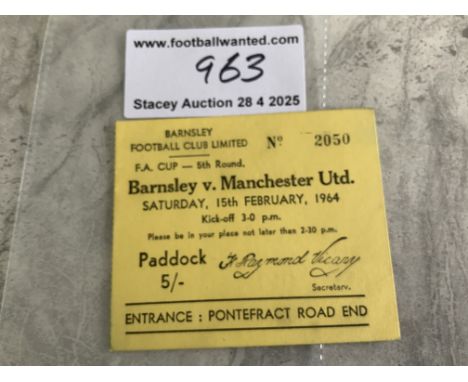 www.footballwanted.com
963
Stacey Auction 28 4 2025
BARNSLEY
FOOTBALL CLUB LIMITED
Nº 2050
F.A. CUP — 5th Round.
Barnsley v. Manchester Utd.
SATURDAY, 15th FEBRUARY, 1964
Kick-off 3-0 p.m.
Please be in your place not later than 2-30 p.m.
Paddock
5/-
Raymond Vicary
Secretary.
ENTRANCE : PONTEFRACT ROAD END